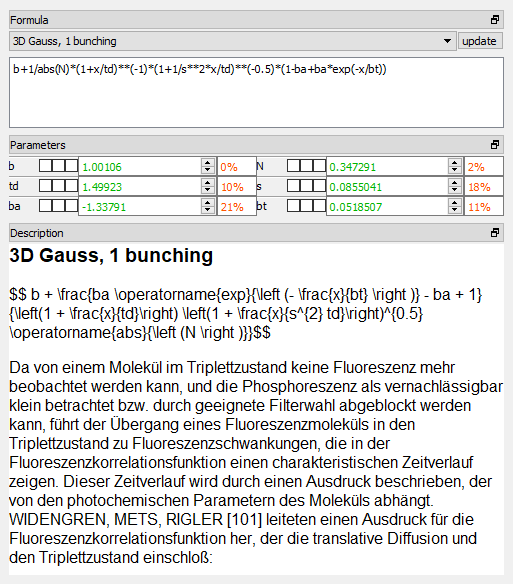 Formula
3D Gauss, 1 bunching update
b+1/abs(N)*(1+x/td)**(-1)*(1+1/s**2*x/td)**(-0.5)*(1-ba+ba*exp(-x/bt))
Parameters
b 1.00106 0% N 0.347291 2%
td 1.49923 10% s 0.0855041 18%
ba -1.33791 21% bt 0.0518507 11%
Description
3D Gauss, 1 bunching
$$ b + \frac{ba \operatorname{exp}{\left (- \frac{x}{bt} \right )} - ba + 1}
{\left(1 + \frac{x}{td}\right) \left(1 + \frac{x}{s^{2} td}\right)^{0.5}
\operatorname{abs}{\left (N \right )}}$$
Da von einem Molekül im Triplettzustand keine Fluoreszenz mehr
beobachtet werden kann, und die Phosphoreszenz als vernachlässigbar
klein betrachtet bzw. durch geeignete Filterwahl abgeblockt werden
kann, führt der Übergang eines Fluoreszenzmoleküls in den
Triplettzustand zu Fluoreszenzschwankungen, die in der
Fluoreszenzkorrelationsfunktion einen charakteristischen Zeitverlauf
zeigen. Dieser Zeitverlauf wird durch einen Ausdruck beschrieben, der
von den photochemischen Parametern des Moleküls abhängt.
WIDENGREN, METS, RIGLER [101] leiteten einen Ausdruck für die
Fluoreszenzkorrelationsfunktion her, der die translative Diffusion und
den Triplettzustand einschloß: